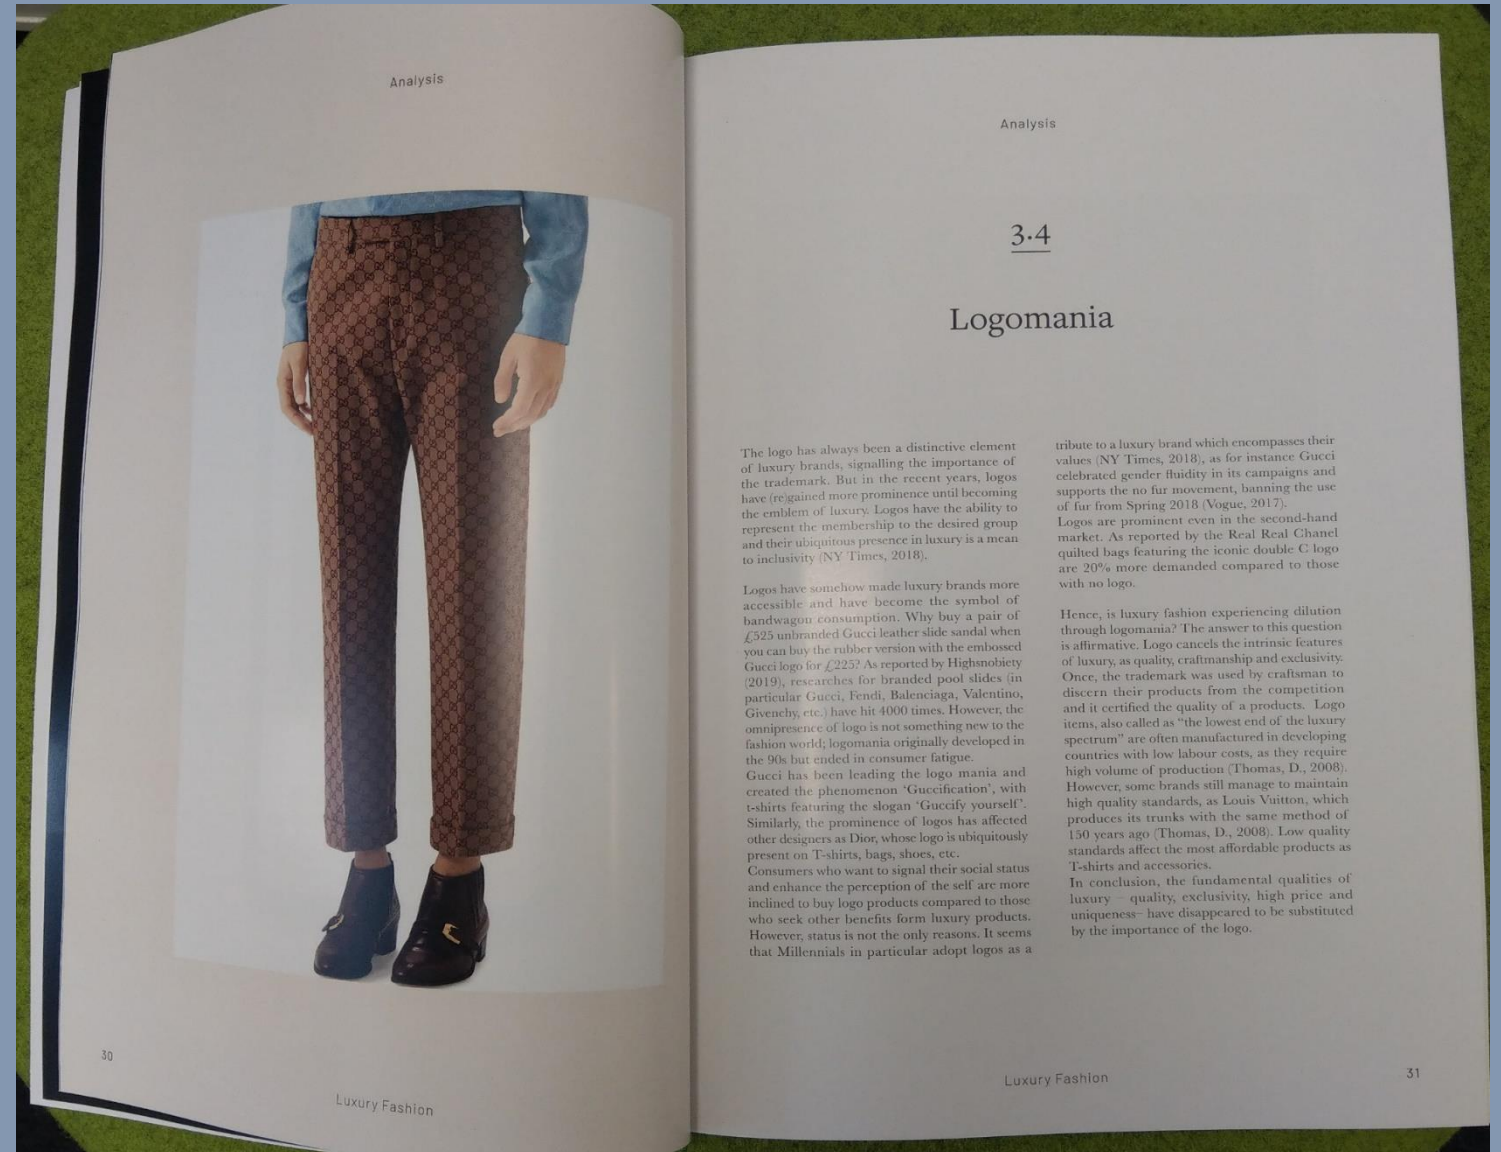 Analysis
30
Luxury Fashion
Analysis
3.4
Logomania
The logo has always been a distinctive element
of luxury brands, signalling the importance of
the trademark. But in the recent years, logos
have (re)gained more prominence until becoming
the emblem of luxury. Logos have the ability to
represent the membership to the desired group
and their ubiquitous presence in luxury is a mean
to inclusivity (NY Times, 2018).
Logos have somehow made luxury brands more
accessible and have become the symbol of
bandwagon consumption. Why buy a pair of
£525 unbranded Gucci leather slide sandal when
you can buy the rubber version with the embossed
Gucci logo for £225? As reported by Highsnobiety
(2019), researches for branded pool slides (in
particular Gucci, Fendi, Balenciaga, Valentino,
Givenchy, etc.) have hit 4000 times. However, the
omnipresence of logo is not something new to the
fashion world; logomania originally developed in
the 90s but ended in consumer fatigue.
Gucci has been leading the logo mania and
created the phenomenon ‘Guccification’, with
t-shirts featuring the slogan ‘Guccify yourself’.
Similarly, the prominence of logos has affected
other designers as Dior, whose logo is ubiquitously
present on T-shirts, bags, shoes, etc.
Consumers who want to signal their social status
and enhance the perception of the self are more
inclined to buy logo products compared to those
who seek other benefits form luxury products.
However, status is not the only reasons. It seems
that Millennials in particular adopt logos as a
tribute to a luxury brand which encompasses their
values (NY Times, 2018), as for instance Gucci
celebrated gender fluidity in its campaigns and
supports the no fur movement, banning the use
of fur from Spring 2018 (Vogue, 2017).
Logos are prominent even in the second-hand
market. As reported by the Real Real Chanel
quilted bags featuring the iconic double C logo
are 20% more demanded compared to those
with no logo.
Hence, is luxury fashion experiencing dilution
through logomania? The answer to this question
is affirmative. Logo cancels the intrinsic features
of luxury, as quality, craftmanship and exclusivity.
Once, the trademark was used by craftsman to
discern their products from the competition
and it certified the quality of a products. Logo
items, also called as “the lowest end of the luxury
spectrum” are often manufactured in developing
countries with low labour costs, as they require
high volume of production (Thomas, D., 2008).
However, some brands still manage to maintain
high quality standards, as Louis Vuitton, which
produces its trunks with the same method of
150 years ago (Thomas, D., 2008). Low quality
standards affect the most affordable products as
T-shirts and accessories.
In conclusion, the fundamental qualities of
luxury – quality, exclusivity, high price and
uniqueness– have disappeared to be substituted
by the importance of the logo.
Luxury Fashion
31